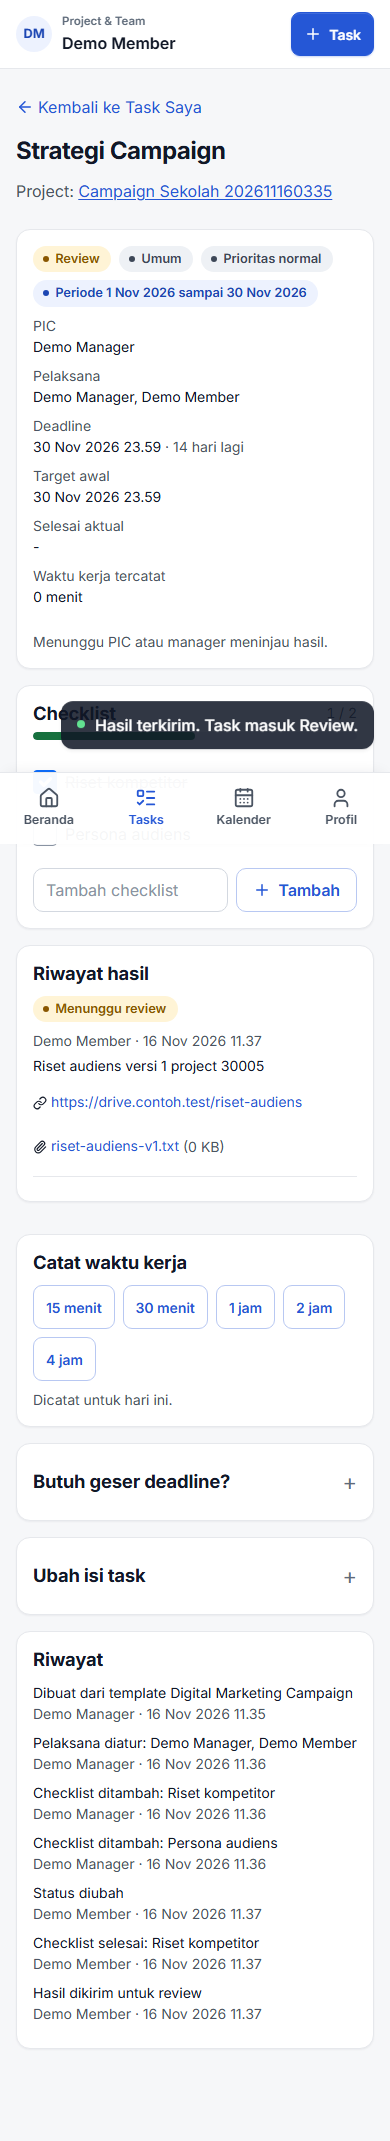 DM
Project & Team
Demo Member
+ Task
← Kembali ke Task Saya
Strategi Campaign
Project: Campaign Sekolah 202611160335
Review
Umum
Prioritas normal
Periode 1 Nov 2026 sampai 30 Nov 2026
PIC
Demo Manager
Pelaksana
Demo Manager, Demo Member
Deadline
30 Nov 2026 23.59 · 14 hari lagi
Target awal
30 Nov 2026 23.59
Selesai aktual
-
Waktu kerja tercatat
0 menit
Menunggu PIC atau manager meninjau hasil.
Checklist
1 / 2
Hasil terkirim. Task masuk Review.
Riset kompetitor
Beranda
Tasks
Kalender
Profil
Persona audiens
Tambah checklist
+ Tambah
Riwayat hasil
Menunggu review
Demo Member · 16 Nov 2026 11.37
Riset audiens versi 1 project 30005
https://drive.contoh.test/riset-audiens
riset-audiens-v1.txt (0 KB)
Catat waktu kerja
15 menit
30 menit
1 jam
2 jam
4 jam
Dicatat untuk hari ini.
Butuh geser deadline?
+
Ubah isi task
+
Riwayat
Dibuat dari template Digital Marketing Campaign
Demo Manager · 16 Nov 2026 11.35
Pelaksana diatur: Demo Manager, Demo Member
Demo Manager · 16 Nov 2026 11.36
Checklist ditambah: Riset kompetitor
Demo Manager · 16 Nov 2026 11.36
Checklist ditambah: Persona audiens
Demo Manager · 16 Nov 2026 11.36
Status diubah
Demo Member · 16 Nov 2026 11.37
Checklist selesai: Riset kompetitor
Demo Member · 16 Nov 2026 11.37
Hasil dikirim untuk review
Demo Member · 16 Nov 2026 11.37